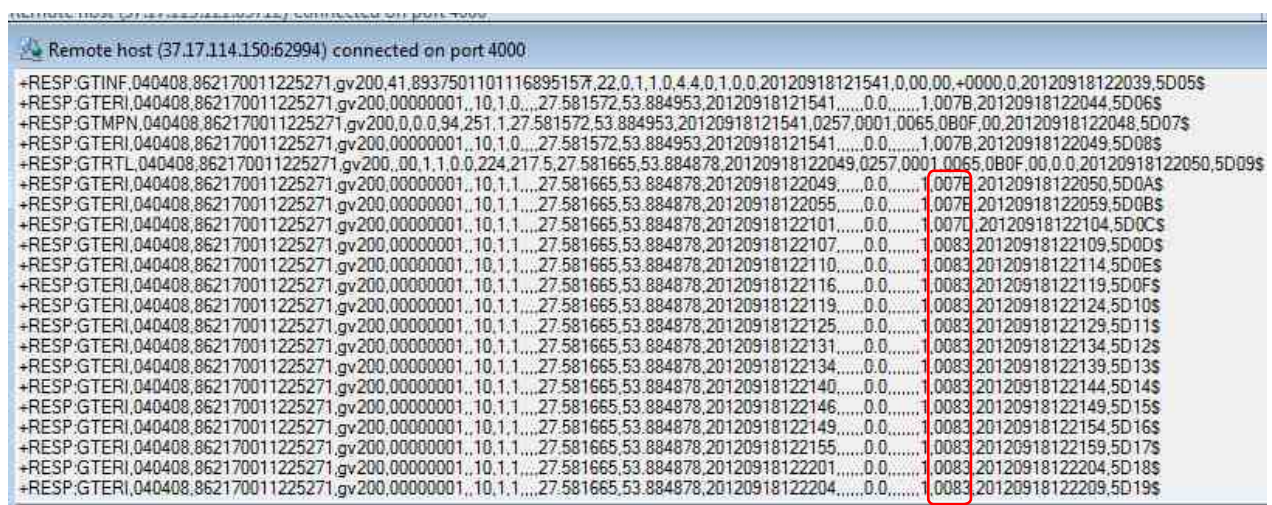 Remote host (37.17.114.150:62994) connected on port 4000
+RESP:GTINF,040408,862170011225271,gv200,41,8937501101116895157f,22,0,1,1,0,4.4,0,1,0,0,20120918121541,0,00,00,+0000,0,20120918122039,5D05$
+RESP:GTERI,040408,862170011225271,gv200,00000001,,10,1,0,,,,27.581572,53.884953,20120918121541,,,,,,0.0,,,,,,,1,007B,20120918122044,5D06$
+RESP:GTMPN,040408,862170011225271,gv200,0,0.0,94,251.1,27.581572,53.884953,20120918121541,0257,0001,0065,0B0F,00,20120918122048,5D07$
+RESP:GTERI,040408,862170011225271,gv200,00000001,,10,1,0,,,,27.581572,53.884953,20120918121541,,,,,,0.0,,,,,,,1,007B,20120918122049,5D08$
+RESP:GTRTL,040408,862170011225271,gv200,,00,1,1,0.0,224,217.5,27.581665,53.884878,20120918122049,0257,0001,0065,0B0F,00,0.0,20120918122050,5D09$
+RESP:GTERI,040408,862170011225271,gv200,00000001,,10,1,1,,,,27.581665,53.884878,20120918122049,,,,,,0.0,,,,,,,1,007B,20120918122050,5D0A$
+RESP:GTERI,040408,862170011225271,gv200,00000001,,10,1,1,,,,27.581665,53.884878,20120918122055,,,,,,0.0,,,,,,,1,007B,20120918122059,5D0B$
+RESP:GTERI,040408,862170011225271,gv200,00000001,,10,1,1,,,,27.581665,53.884878,20120918122101,,,,,,0.0,,,,,,,1,007D,20120918122104,5D0C$
+RESP:GTERI,040408,862170011225271,gv200,00000001,,10,1,1,,,,27.581665,53.884878,20120918122107,,,,,,0.0,,,,,,,1,0083,20120918122109,5D0D$
+RESP:GTERI,040408,862170011225271,gv200,00000001,,10,1,1,,,,27.581665,53.884878,20120918122110,,,,,,0.0,,,,,,,1,0083,20120918122114,5D0E$
+RESP:GTERI,040408,862170011225271,gv200,00000001,,10,1,1,,,,27.581665,53.884878,20120918122116,,,,,,0.0,,,,,,,1,0083,20120918122119,5D0F$
+RESP:GTERI,040408,862170011225271,gv200,00000001,,10,1,1,,,,27.581665,53.884878,20120918122119,,,,,,0.0,,,,,,,1,0083,20120918122124,5D10$
+RESP:GTERI,040408,862170011225271,gv200,00000001,,10,1,1,,,,27.581665,53.884878,20120918122125,,,,,,0.0,,,,,,,1,0083,20120918122129,5D11$
+RESP:GTERI,040408,862170011225271,gv200,00000001,,10,1,1,,,,27.581665,53.884878,20120918122131,,,,,,0.0,,,,,,,1,0083,20120918122134,5D12$
+RESP:GTERI,040408,862170011225271,gv200,00000001,,10,1,1,,,,27.581665,53.884878,20120918122134,,,,,,0.0,,,,,,,1,0083,20120918122139,5D13$
+RESP:GTERI,040408,862170011225271,gv200,00000001,,10,1,1,,,,27.581665,53.884878,20120918122140,,,,,,0.0,,,,,,,1,0083,20120918122144,5D14$
+RESP:GTERI,040408,862170011225271,gv200,00000001,,10,1,1,,,,27.581665,53.884878,20120918122146,,,,,,0.0,,,,,,,1,0083,20120918122149,5D15$
+RESP:GTERI,040408,862170011225271,gv200,00000001,,10,1,1,,,,27.581665,53.884878,20120918122149,,,,,,0.0,,,,,,,1,0083,20120918122154,5D16$
+RESP:GTERI,040408,862170011225271,gv200,00000001,,10,1,1,,,,27.581665,53.884878,20120918122155,,,,,,0.0,,,,,,,1,0083,20120918122159,5D17$
+RESP:GTERI,040408,862170011225271,gv200,00000001,,10,1,1,,,,27.581665,53.884878,20120918122201,,,,,,0.0,,,,,,,1,0083,20120918122204,5D18$
+RESP:GTERI,040408,862170011225271,gv200,00000001,,10,1,1,,,,27.581665,53.884878,20120918122204,,,,,,0.0,,,,,,,1,0083,20120918122209,5D19$